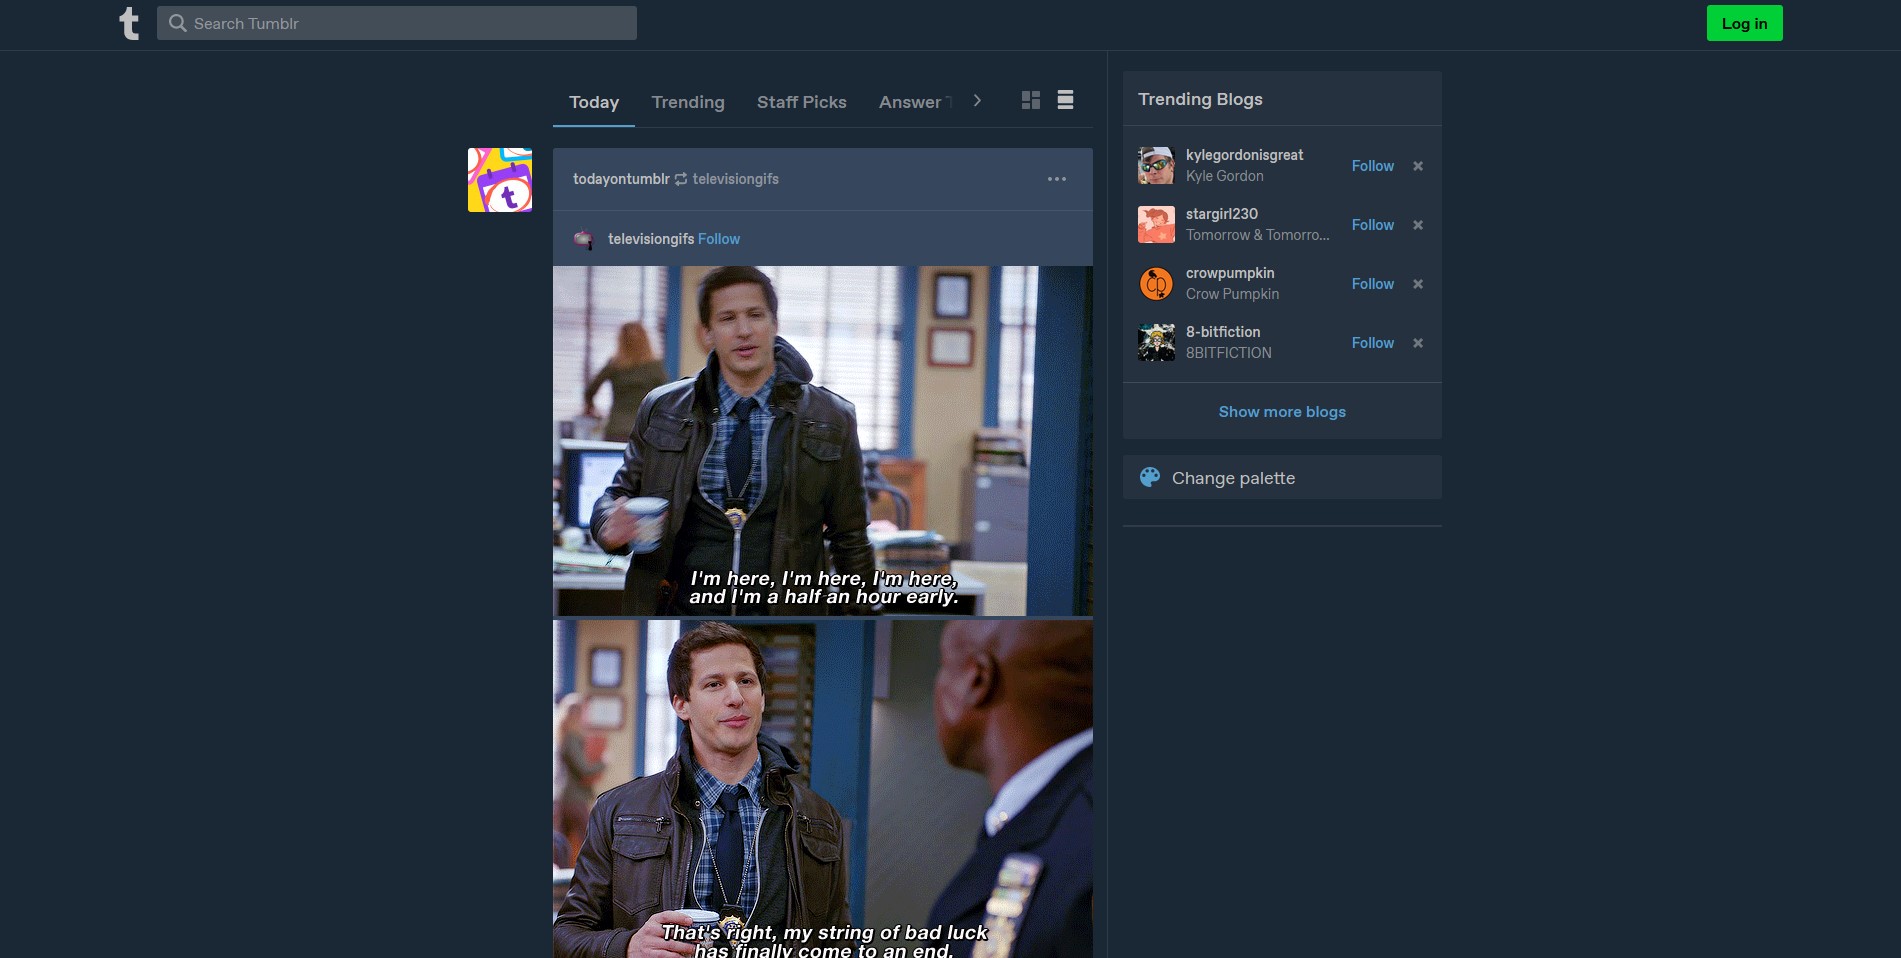 t
Search Tumblr
Log in
Today
Trending
Staff Picks
Answer
todayontumblr televisiongifs
televisiongifs Follow
I'm here, I'm here, I'm here,
and I'm a half an hour early.
That's right, my string of bad luck
has finally come to an end.
Trending Blogs
kylegordonisgreat
Kyle Gordon
Follow
stargirl230
Tomorrow & Tomorro...
Follow
crowpumpkin
Crow Pumpkin
Follow
8-bitfiction
8BITFICTION
Follow
Show more blogs
Change palette
t
cp